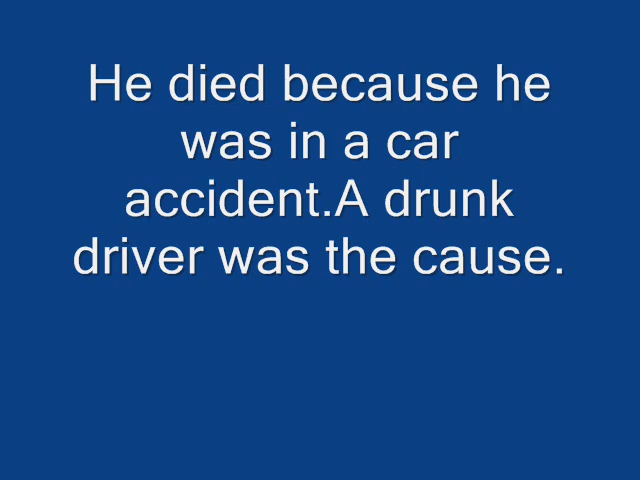 He died because he
was in a car
accident.A drunk
driver was the cause.